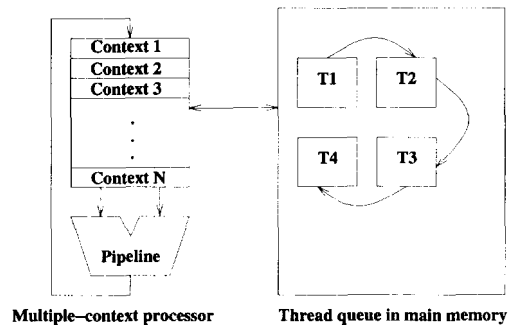 Context 1
Context 2
Context 3
Context N
Pipeline
Multiple–context processor
T1
T2
T4
T3
Thread queue in main memory